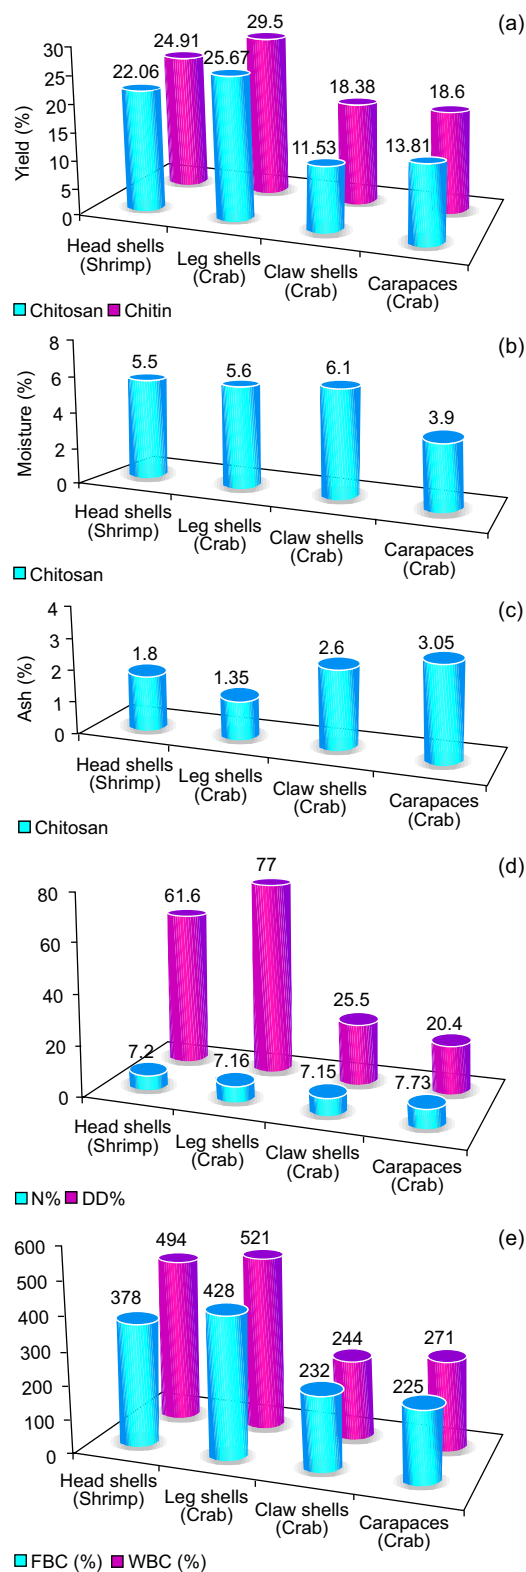 (a)
Yield (%)
30
25
20
15
10
5
0
22.06
24.91
25.67
29.5
11.53
18.38
13.81
18.6
Head shells
(Shrimp)
Leg shells
(Crab)
Claw shells
(Crab)
Carapaces
(Crab)
Chitosan Chitin
(b)
Moisture (%)
8
6
4
2
0
5.5
5.6
6.1
3.9
Head shells
(Shrimp)
Leg shells
(Crab)
Claw shells
(Crab)
Carapaces
(Crab)
Chitosan
(c)
Ash (%)
4
3
2
1
0
1.8
1.35
2.6
3.05
Head shells
(Shrimp)
Leg shells
(Crab)
Claw shells
(Crab)
Carapaces
(Crab)
Chitosan
(d)
80
60
40
20
0
7.2
61.6
7.16
77
7.15
25.5
7.73
20.4
Head shells
(Shrimp)
Leg shells
(Crab)
Claw shells
(Crab)
Carapaces
(Crab)
N% DD%
(e)
600
500
400
300
200
100
0
378
494
428
521
232
244
225
271
Head shells
(Shrimp)
Leg shells
(Crab)
Claw shells
(Crab)
Carapaces
(Crab)
FBC (%) WBC (%)